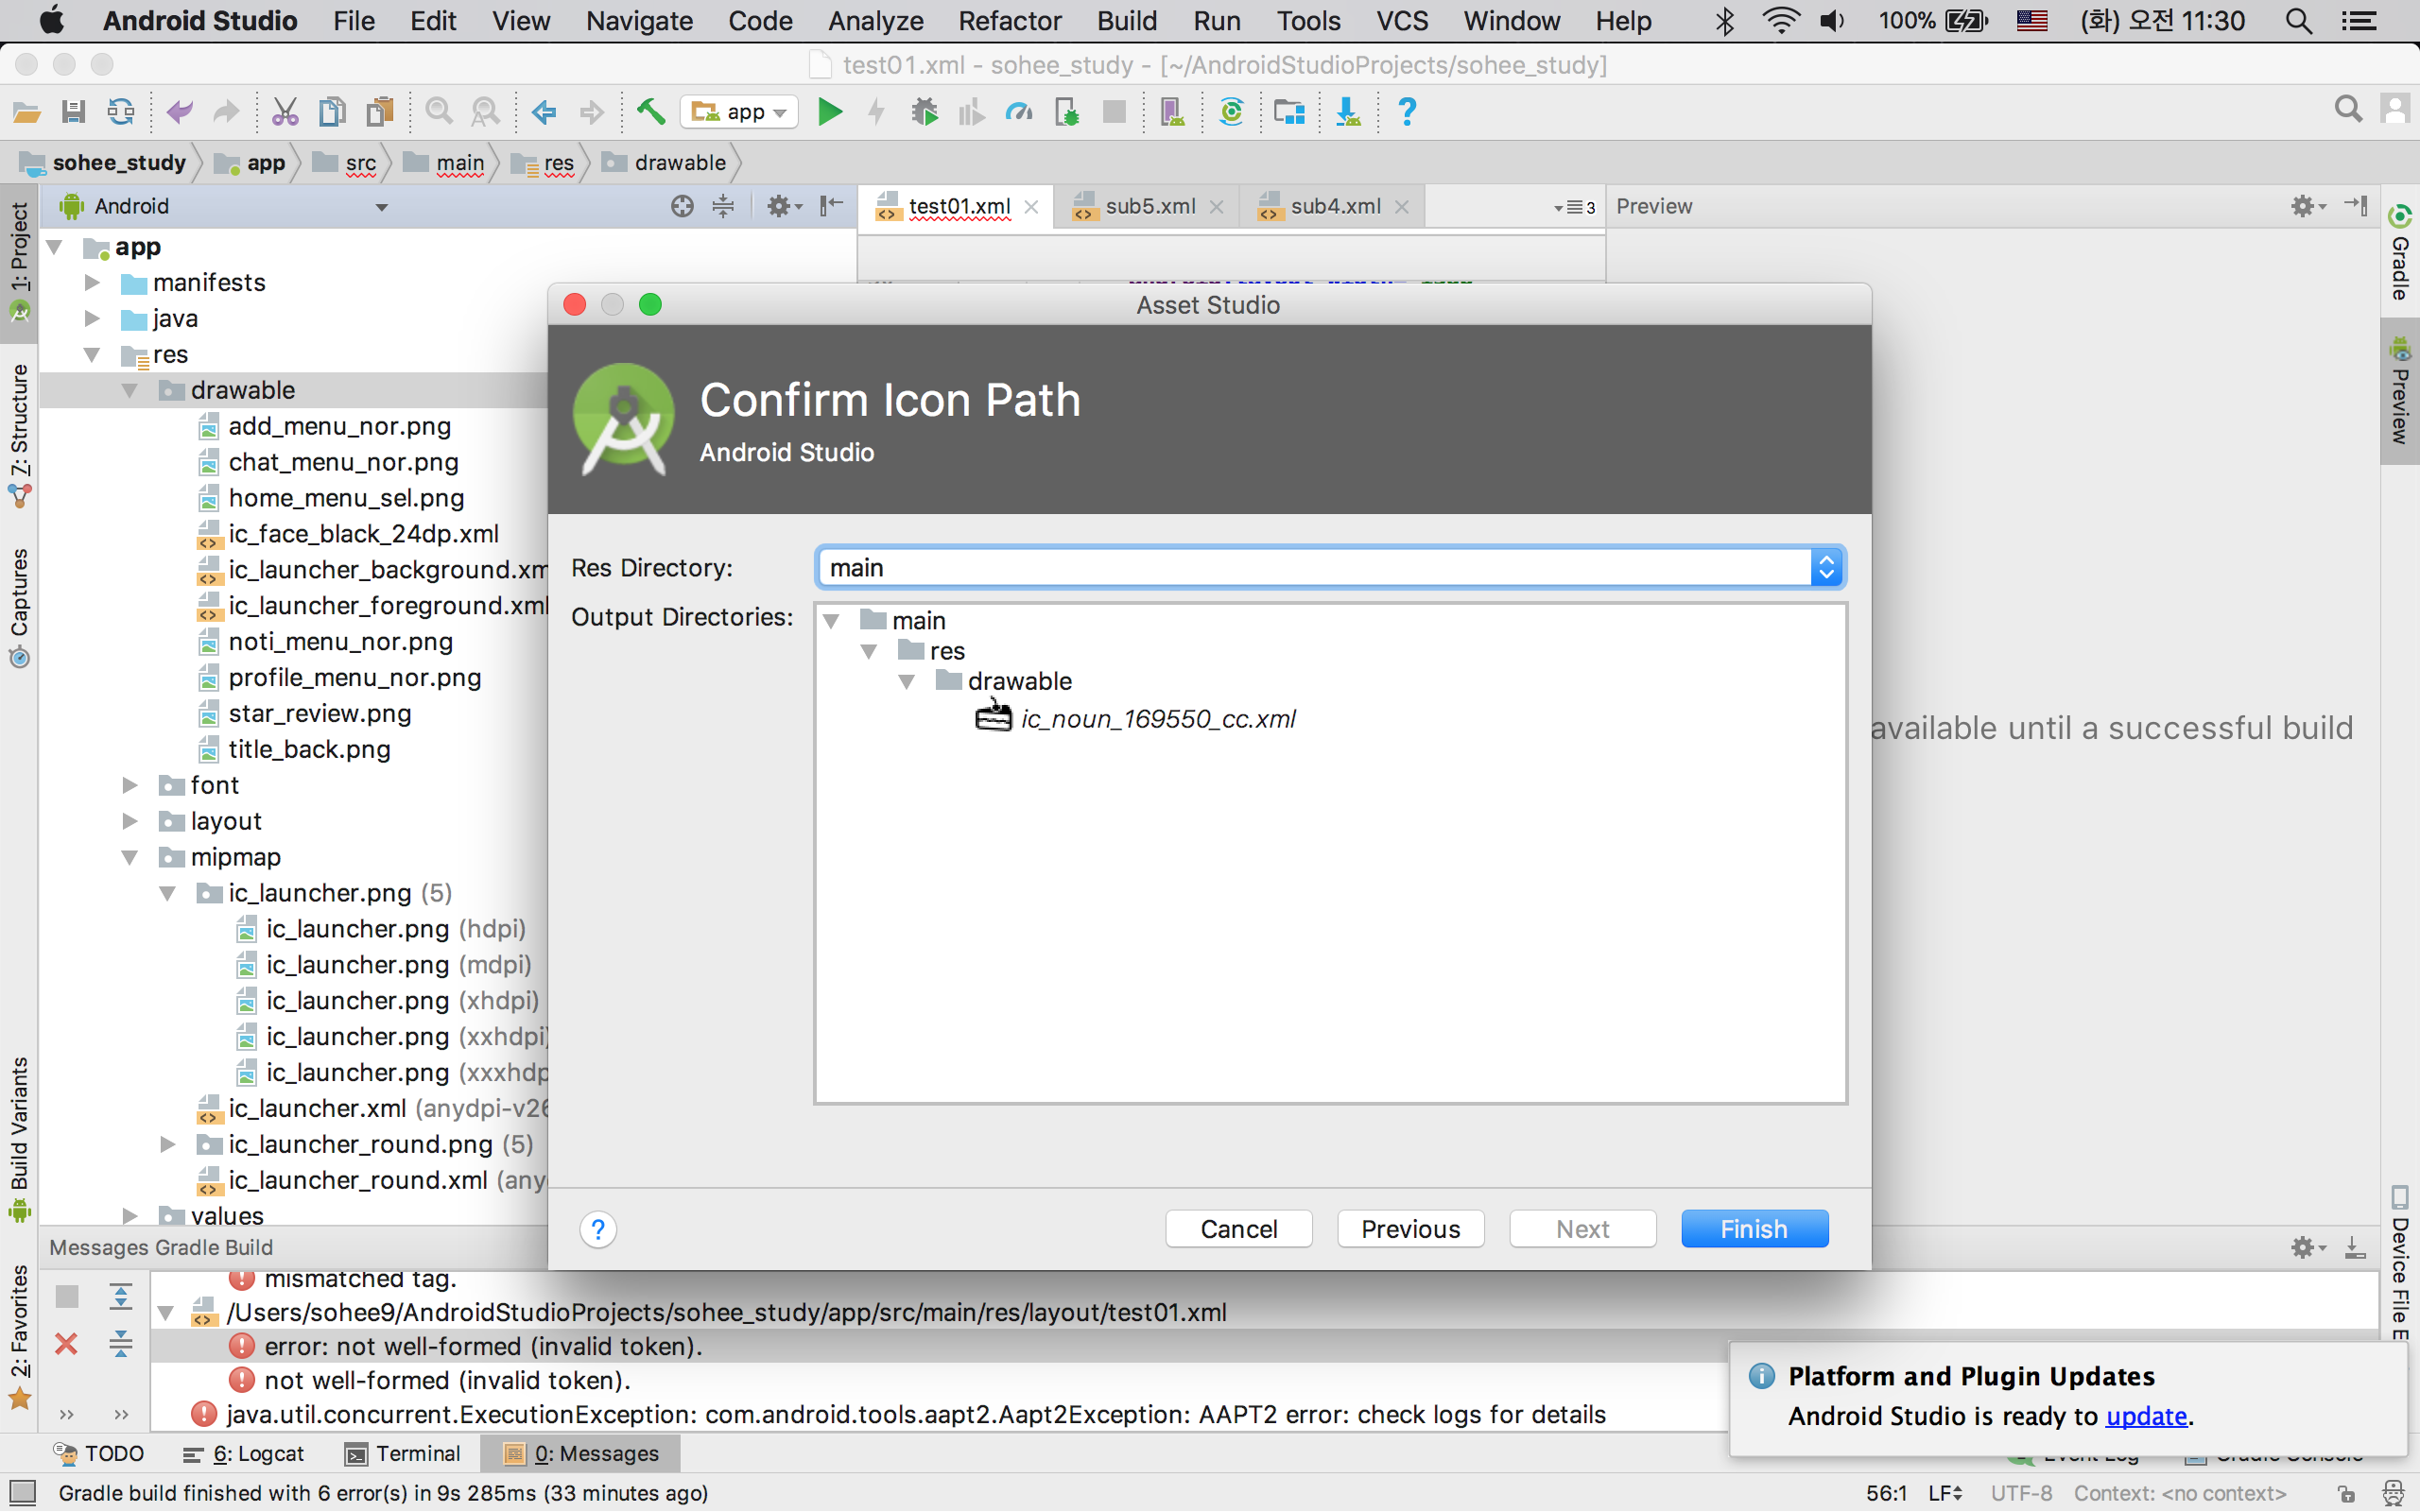 Android Studio File Edit View Navigate Code Analyze Refactor Build Run Tools VCS Window Help 100% (화) 오전 11:30
test01.xml - sohee_study - [~/AndroidStudioProjects/sohee_study]
app
sohee_study app src main res drawable
Android
test01.xml sub5.xml sub4.xml 3 Preview
1: Project
7: Structure
Captures
Build Variants
2: Favorites
app
manifests
java
res
drawable
add_menu_nor.png
chat_menu_nor.png
home_menu_sel.png
ic_face_black_24dp.xml
ic_launcher_background.xm
ic_launcher_foreground.xml
noti_menu_nor.png
profile_menu_nor.png
star_review.png
title_back.png
font
layout
mipmap
ic_launcher.png (5)
ic_launcher.png (hdpi)
ic_launcher.png (mdpi)
ic_launcher.png (xhdpi)
ic_launcher.png (xxhdpi)
ic_launcher.png (xxxhdp
ic_launcher.xml (anydpi-v26
ic_launcher_round.png (5)
ic_launcher_round.xml (any
values
Asset Studio
Confirm Icon Path
Android Studio
Res Directory: main
Output Directories:
main
res
drawable
ic_noun_169550_cc.xml
? Cancel Previous Next Finish
available until a successful build
Gradle
Preview
Device File E
Messages Gradle Build
mismatched tag.
/Users/sohee9/AndroidStudioProjects/sohee_study/app/src/main/res/layout/test01.xml
error: not well-formed (invalid token).
not well-formed (invalid token).
java.util.concurrent.ExecutionException: com.android.tools.aapt2.Aapt2Exception: AAPT2 error: check logs for details
Platform and Plugin Updates
Android Studio is ready to update.
TODO 6: Logcat Terminal 0: Messages
Gradle build finished with 6 error(s) in 9s 285ms (33 minutes ago) 56:1 LF UTF-8 Context: <no context>